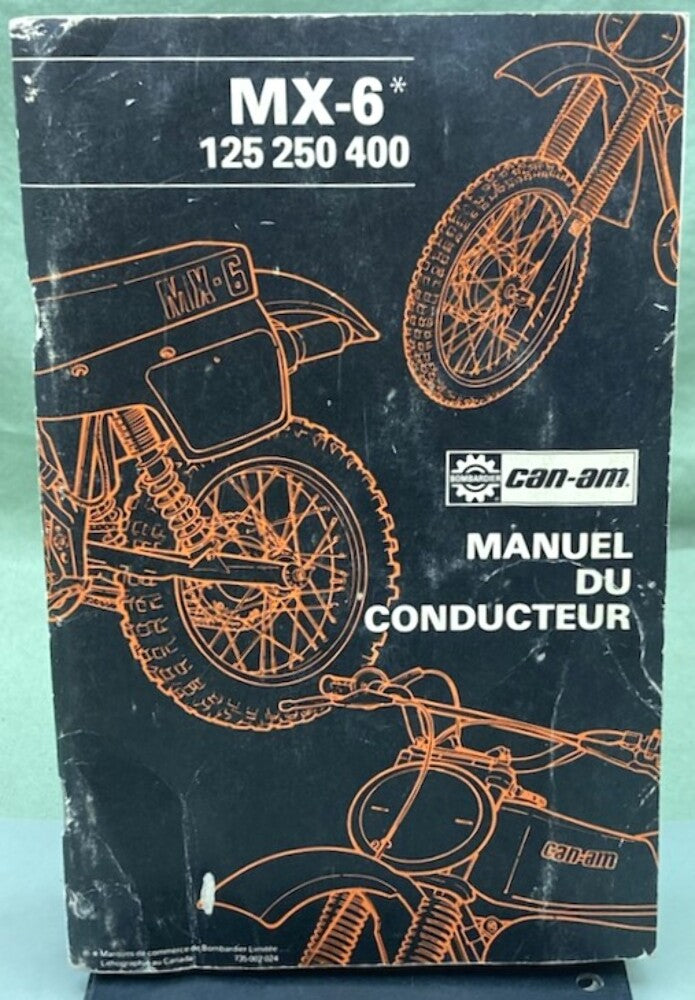 MX-6*
125 250 400
MX-6
BOMBARDIER
can-am.
MANUEL
DU
CONDUCTEUR
can-am
* Marques de commerce de Bombardier Limitée
Lithographié au Canada
735 002 024